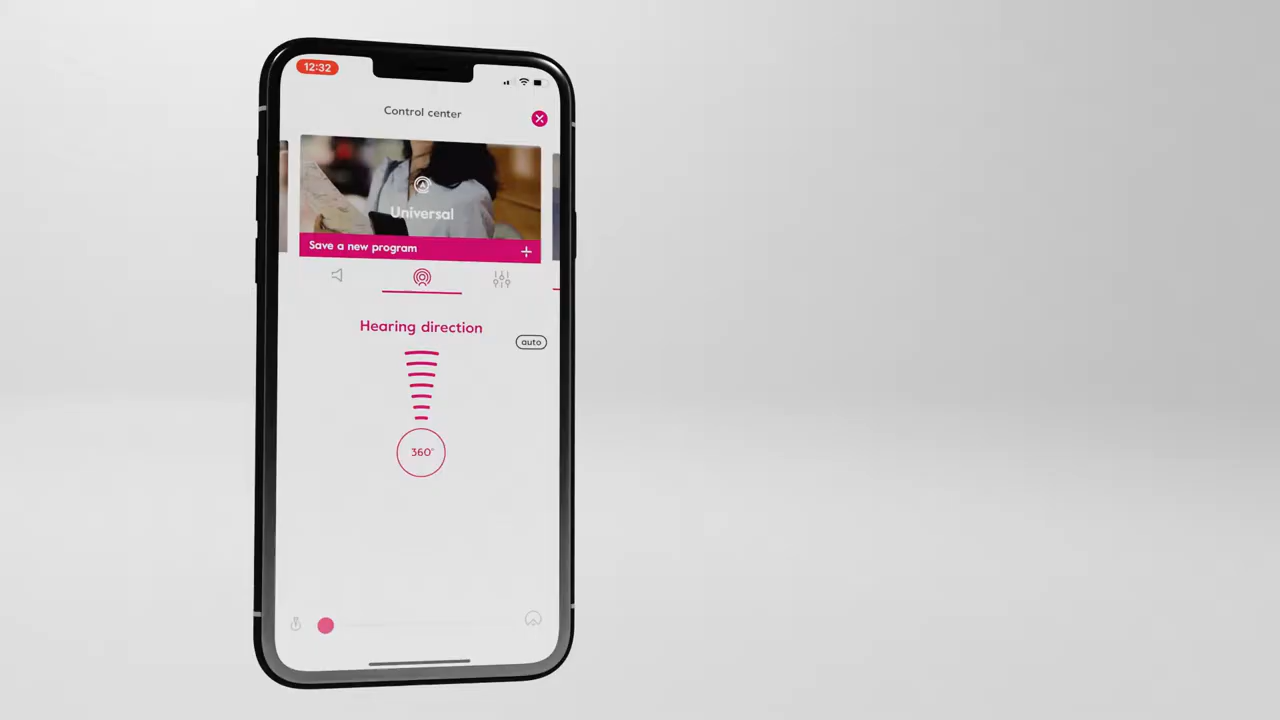 12:32
Control center
Universal
Save a new program
Hearing direction
auto
360°